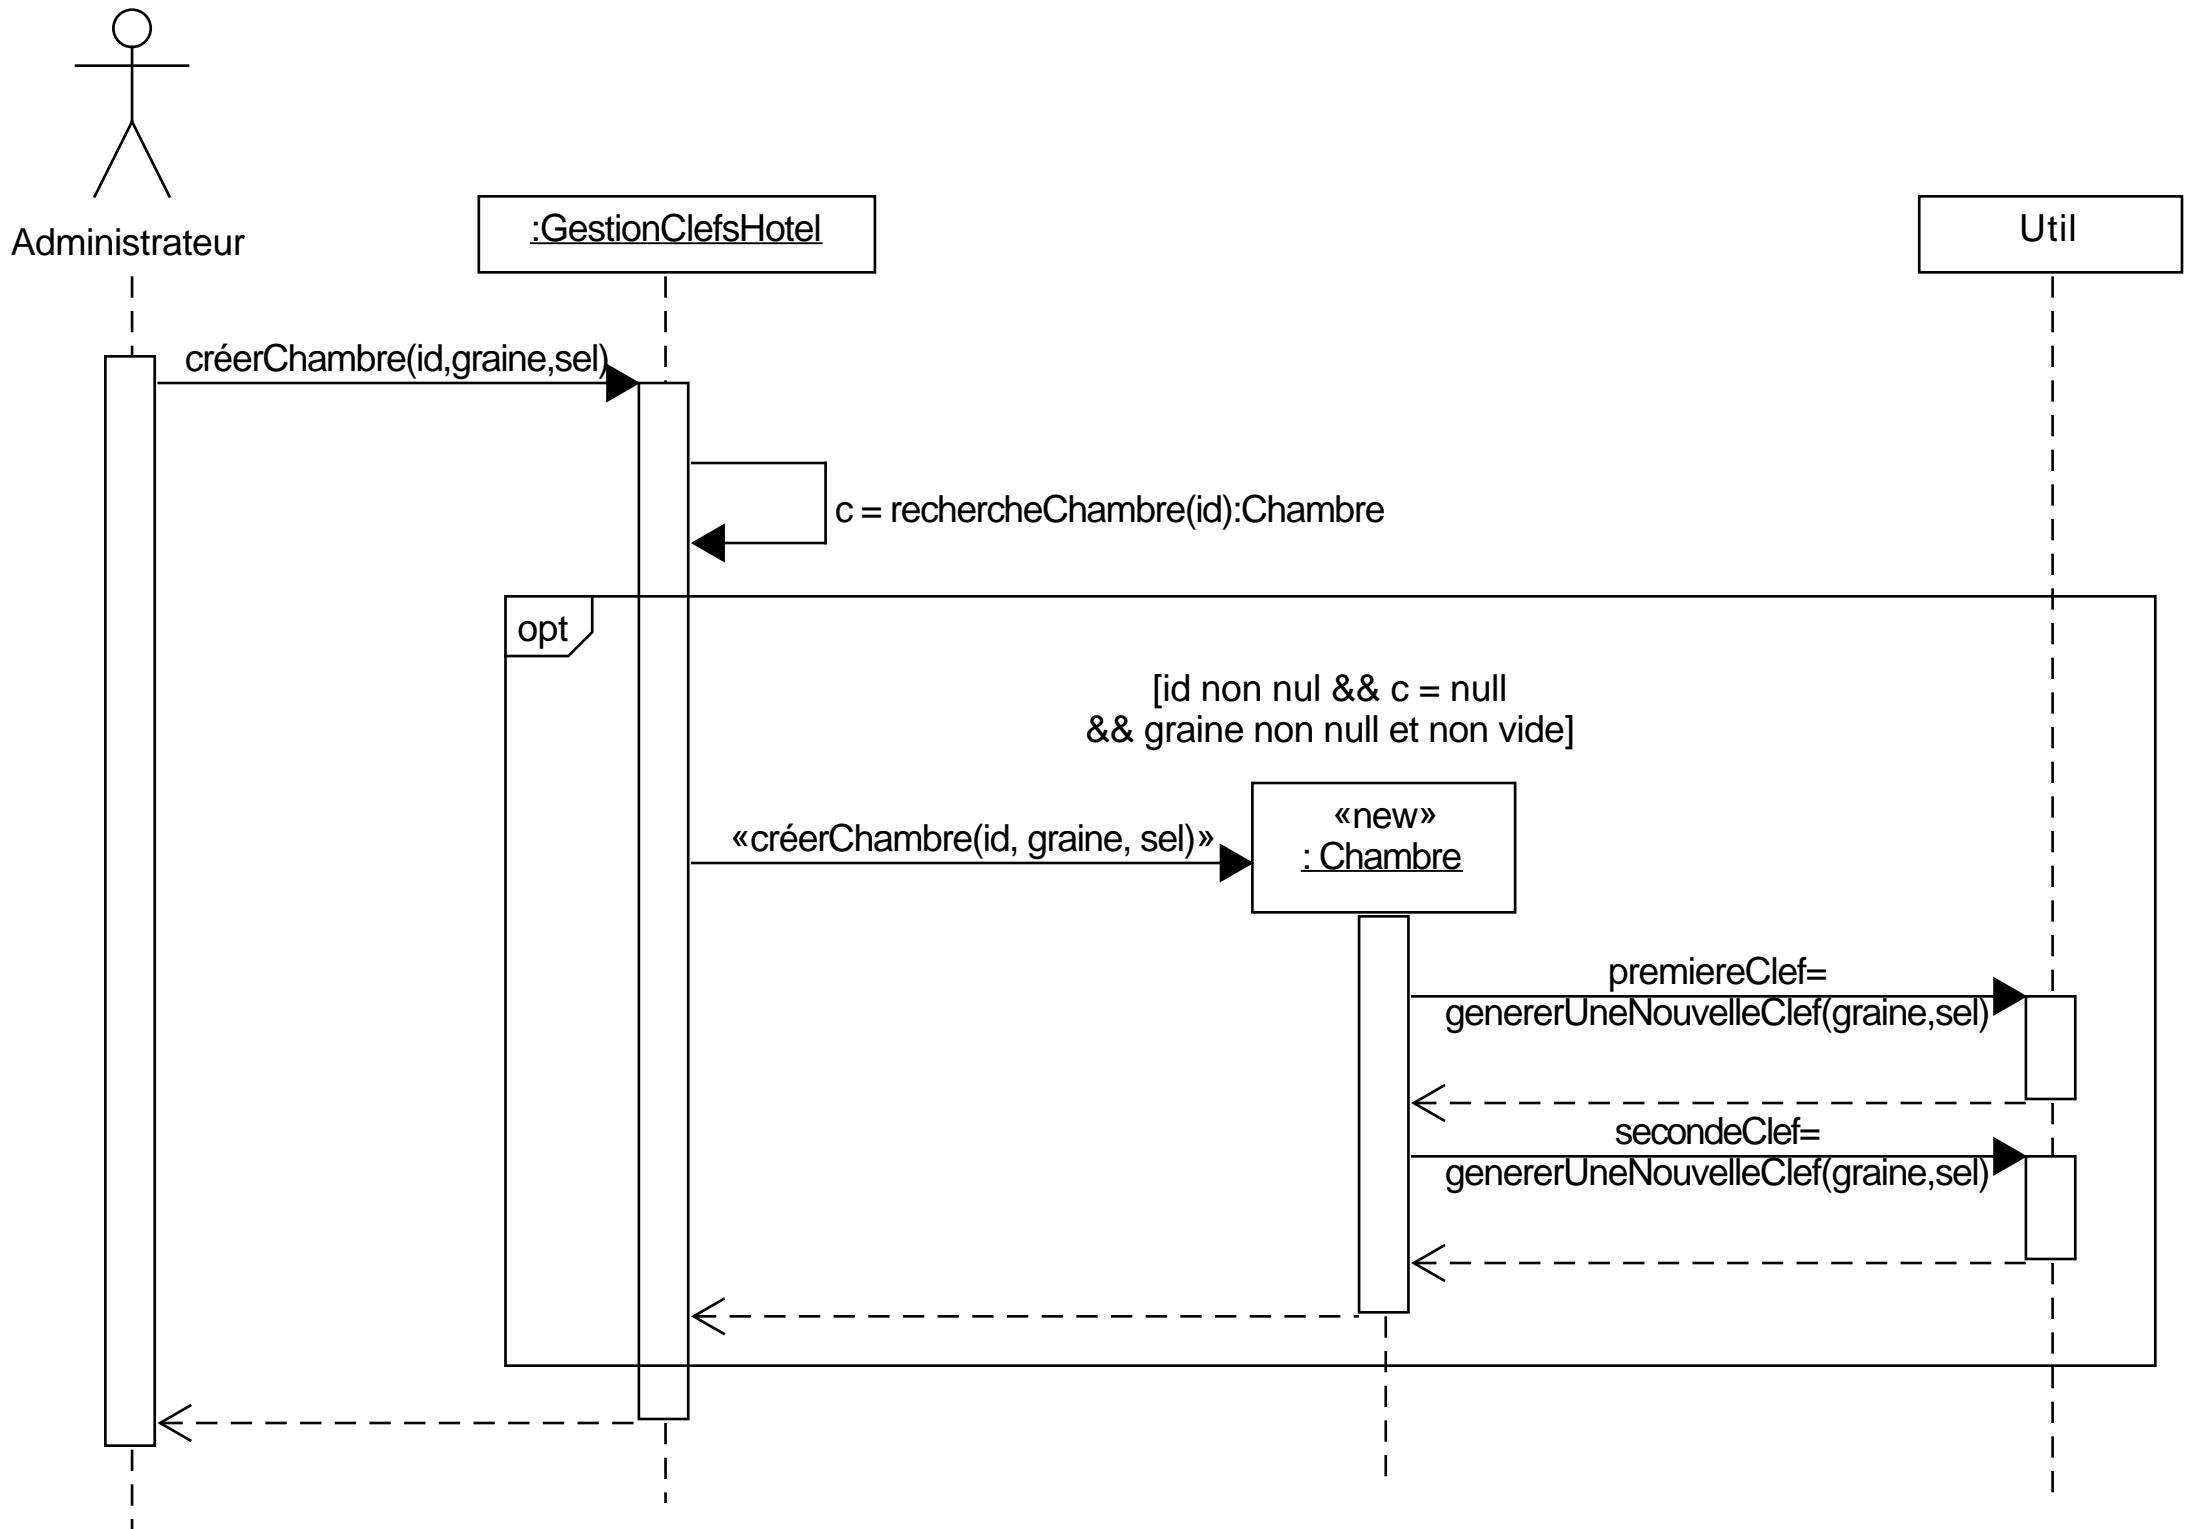 Administrateur
:GestionClefsHotel
Util
créerChambre(id,graine,sel)
c = rechercheChambre(id):Chambre
opt
[id non nul && c = null
&& graine non null et non vide]
«créerChambre(id, graine, sel)»
«new»
: Chambre
premiereClef=
genererUneNouvelleClef(graine,sel)
secondeClef=
genererUneNouvelleClef(graine,sel)